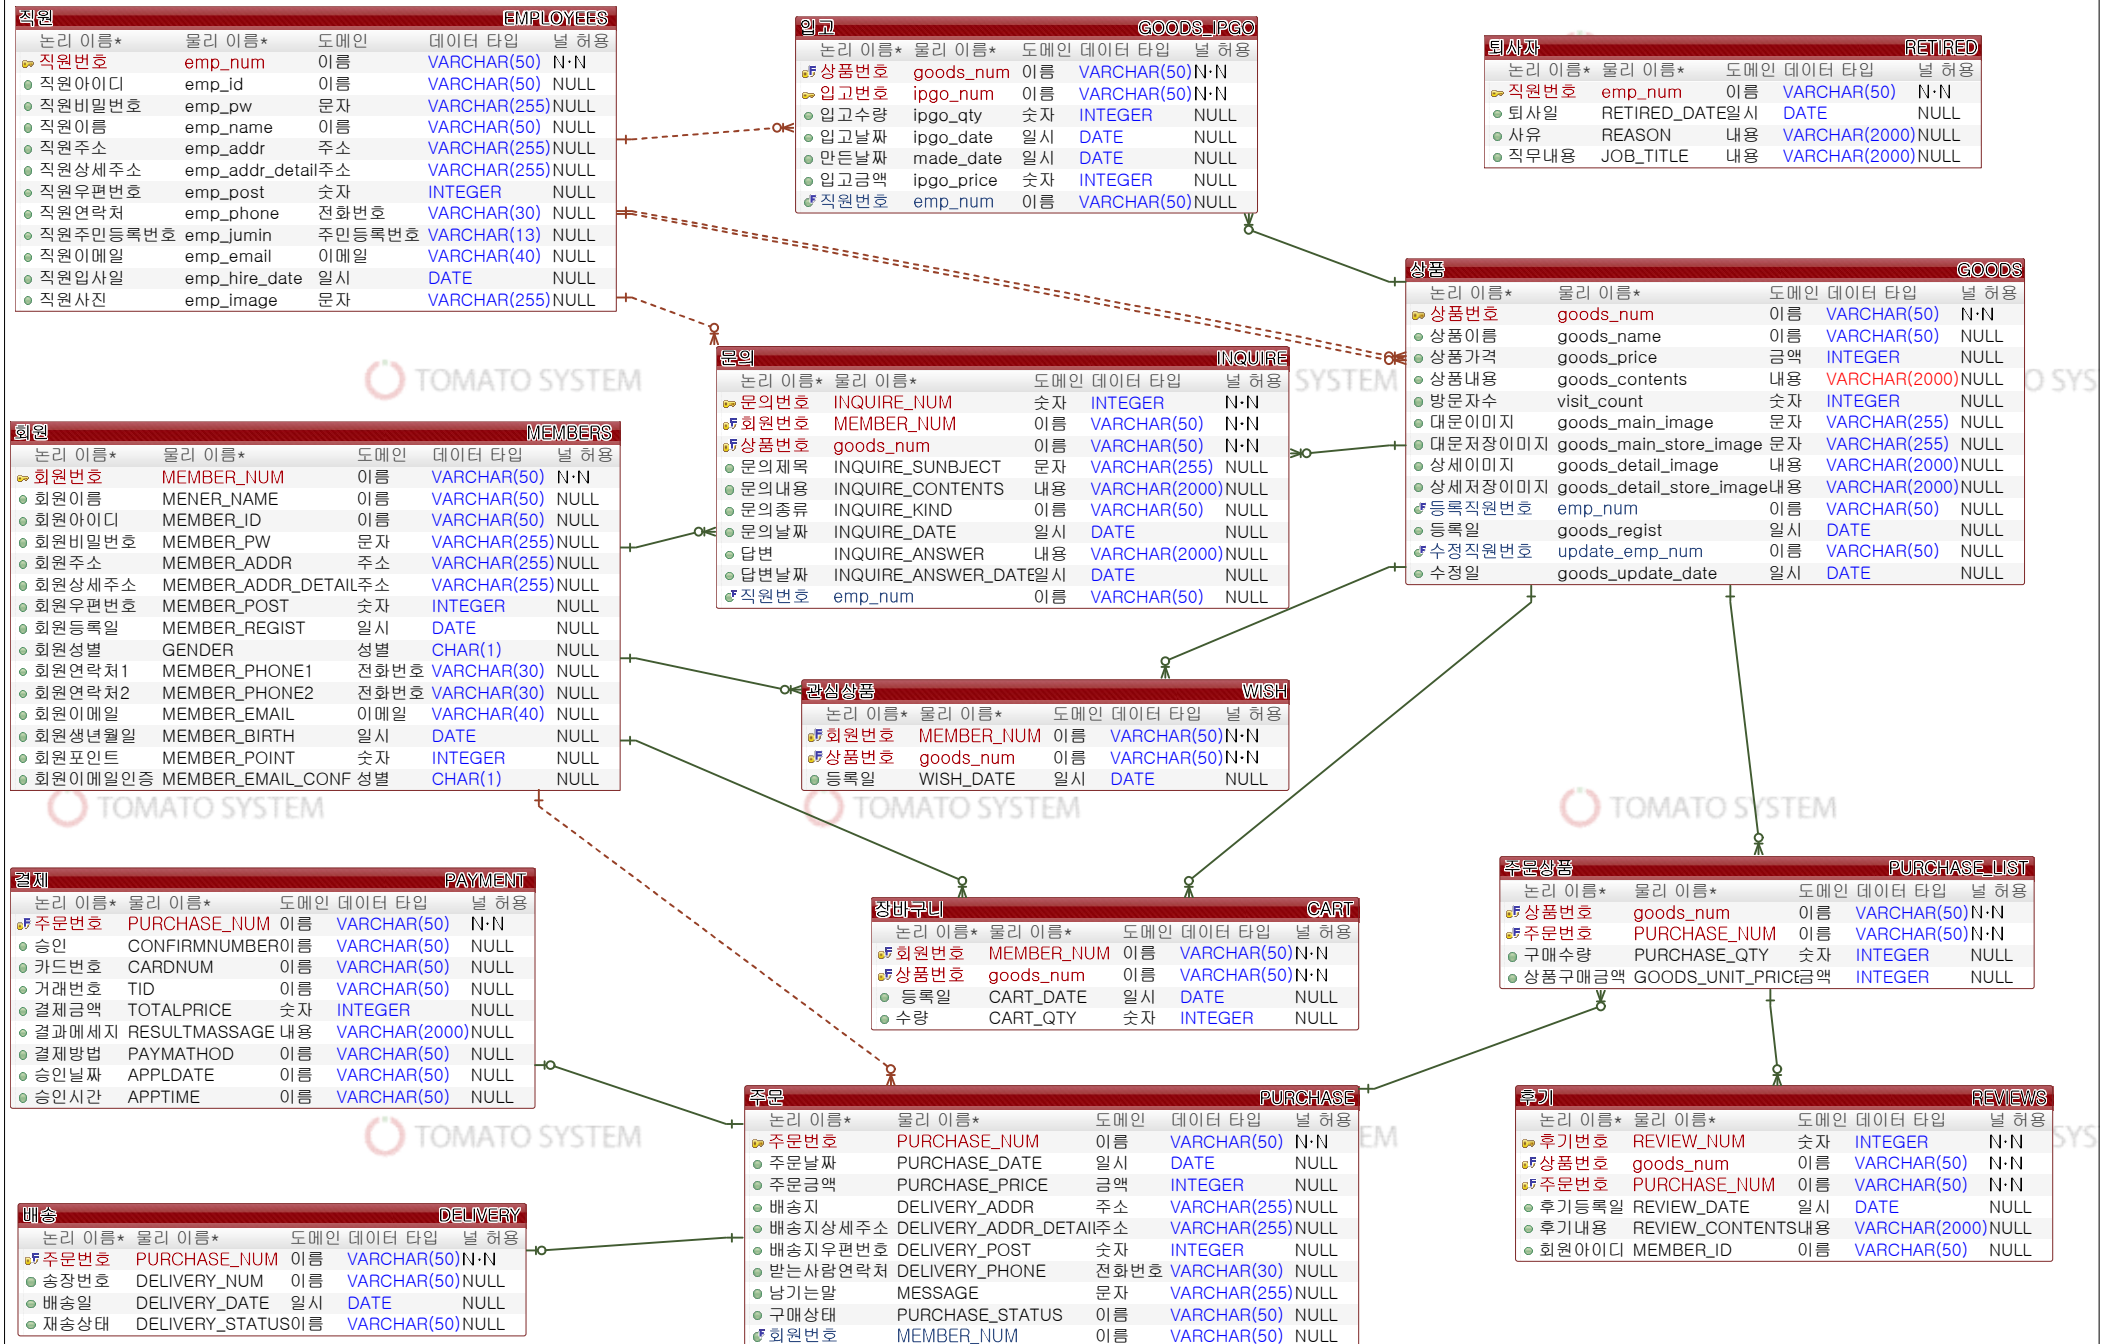 직원 EMPLOYEES
논리 이름* 물리 이름* 도메인 데이터 타입 널 허용
직원번호 emp_num 이름 VARCHAR(50) N·N
직원아이디 emp_id 이름 VARCHAR(50) NULL
직원비밀번호 emp_pw 문자 VARCHAR(255) NULL
직원이름 emp_name 이름 VARCHAR(50) NULL
직원주소 emp_addr 주소 VARCHAR(255) NULL
직원상세주소 emp_addr_detail 주소 VARCHAR(255) NULL
직원우편번호 emp_post 숫자 INTEGER NULL
직원연락처 emp_phone 전화번호 VARCHAR(30) NULL
직원주민등록번호 emp_jumin 주민등록번호 VARCHAR(13) NULL
직원이메일 emp_email 이메일 VARCHAR(40) NULL
직원입사일 emp_hire_date 일시 DATE NULL
직원사진 emp_image 문자 VARCHAR(255) NULL
입고 GOODS_IPGO
논리 이름* 물리 이름* 도메인 데이터 타입 널 허용
상품번호 goods_num 이름 VARCHAR(50) N·N
입고번호 ipgo_num 이름 VARCHAR(50) N·N
입고수량 ipgo_qty 숫자 INTEGER NULL
입고날짜 ipgo_date 일시 DATE NULL
만든날짜 made_date 일시 DATE NULL
입고금액 ipgo_price 숫자 INTEGER NULL
직원번호 emp_num 이름 VARCHAR(50) NULL
퇴사자 RETIRED
논리 이름* 물리 이름* 도메인 데이터 타입 널 허용
직원번호 emp_num 이름 VARCHAR(50) N·N
퇴사일 RETIRED_DATE 일시 DATE NULL
사유 REASON 내용 VARCHAR(2000) NULL
직무내용 JOB_TITLE 내용 VARCHAR(2000) NULL
상품 GOODS
논리 이름* 물리 이름* 도메인 데이터 타입 널 허용
상품번호 goods_num 이름 VARCHAR(50) N·N
상품이름 goods_name 이름 VARCHAR(50) NULL
상품가격 goods_price 금액 INTEGER NULL
상품내용 goods_contents 내용 VARCHAR(2000) NULL
방문자수 visit_count 숫자 INTEGER NULL
대문이미지 goods_main_image 문자 VARCHAR(255) NULL
대문저장이미지 goods_main_store_image 문자 VARCHAR(255) NULL
상세이미지 goods_detail_image 내용 VARCHAR(2000) NULL
상세저장이미지 goods_detail_store_image 내용 VARCHAR(2000) NULL
등록직원번호 emp_num 이름 VARCHAR(50) NULL
등록일 goods_regist 일시 DATE NULL
수정직원번호 update_emp_num 이름 VARCHAR(50) NULL
수정일 goods_update_date 일시 DATE NULL
문의 INQUIRE
논리 이름* 물리 이름* 도메인 데이터 타입 널 허용
문의번호 INQUIRE_NUM 숫자 INTEGER N·N
회원번호 MEMBER_NUM 이름 VARCHAR(50) N·N
상품번호 goods_num 이름 VARCHAR(50) N·N
문의제목 INQUIRE_SUNBJECT 문자 VARCHAR(255) NULL
문의내용 INQUIRE_CONTENTS 내용 VARCHAR(2000) NULL
문의종류 INQUIRE_KIND 이름 VARCHAR(50) NULL
문의날짜 INQUIRE_DATE 일시 DATE NULL
답변 INQUIRE_ANSWER 내용 VARCHAR(2000) NULL
답변날짜 INQUIRE_ANSWER_DATE 일시 DATE NULL
직원번호 emp_num 이름 VARCHAR(50) NULL
TOMATO SYSTEM
SYSTEM
O SYS
회원 MEMBERS
논리 이름* 물리 이름* 도메인 데이터 타입 널 허용
회원번호 MEMBER_NUM 이름 VARCHAR(50) N·N
회원이름 MENER_NAME 이름 VARCHAR(50) NULL
회원아이디 MEMBER_ID 이름 VARCHAR(50) NULL
회원비밀번호 MEMBER_PW 문자 VARCHAR(255) NULL
회원주소 MEMBER_ADDR 주소 VARCHAR(255) NULL
회원상세주소 MEMBER_ADDR_DETAIL 주소 VARCHAR(255) NULL
회원우편번호 MEMBER_POST 숫자 INTEGER NULL
회원등록일 MEMBER_REGIST 일시 DATE NULL
회원성별 GENDER 성별 CHAR(1) NULL
회원연락처1 MEMBER_PHONE1 전화번호 VARCHAR(30) NULL
회원연락처2 MEMBER_PHONE2 전화번호 VARCHAR(30) NULL
회원이메일 MEMBER_EMAIL 이메일 VARCHAR(40) NULL
회원생년월일 MEMBER_BIRTH 일시 DATE NULL
회원포인트 MEMBER_POINT 숫자 INTEGER NULL
회원이메일인증 MEMBER_EMAIL_CONF 성별 CHAR(1) NULL
관심상품 WISH
논리 이름* 물리 이름* 도메인 데이터 타입 널 허용
회원번호 MEMBER_NUM 이름 VARCHAR(50) N·N
상품번호 goods_num 이름 VARCHAR(50) N·N
등록일 WISH_DATE 일시 DATE NULL
TOMATO SYSTEM
TOMATO SYSTEM
TOMATO SYSTEM
결제 PAYMENT
논리 이름* 물리 이름* 도메인 데이터 타입 널 허용
주문번호 PURCHASE_NUM 이름 VARCHAR(50) N·N
승인 CONFIRMNUMBER 이름 VARCHAR(50) NULL
카드번호 CARDNUM 이름 VARCHAR(50) NULL
거래번호 TID 이름 VARCHAR(50) NULL
결제금액 TOTALPRICE 숫자 INTEGER NULL
결과메세지 RESULTMASSAGE 내용 VARCHAR(2000) NULL
결제방법 PAYMATHOD 이름 VARCHAR(50) NULL
승인닐짜 APPLDATE 이름 VARCHAR(50) NULL
승인시간 APPTIME 이름 VARCHAR(50) NULL
장바구니 CART
논리 이름* 물리 이름* 도메인 데이터 타입 널 허용
회원번호 MEMBER_NUM 이름 VARCHAR(50) N·N
상품번호 goods_num 이름 VARCHAR(50) N·N
등록일 CART_DATE 일시 DATE NULL
수량 CART_QTY 숫자 INTEGER NULL
주문상품 PURCHASE_LIST
논리 이름* 물리 이름* 도메인 데이터 타입 널 허용
상품번호 goods_num 이름 VARCHAR(50) N·N
주문번호 PURCHASE_NUM 이름 VARCHAR(50) N·N
구매수량 PURCHASE_QTY 숫자 INTEGER NULL
상품구매금액 GOODS_UNIT_PRICE 금액 INTEGER NULL
주문 PURCHASE
논리 이름* 물리 이름* 도메인 데이터 타입 널 허용
주문번호 PURCHASE_NUM 이름 VARCHAR(50) N·N
주문날짜 PURCHASE_DATE 일시 DATE NULL
주문금액 PURCHASE_PRICE 금액 INTEGER NULL
배송지 DELIVERY_ADDR 주소 VARCHAR(255) NULL
배송지상세주소 DELIVERY_ADDR_DETAIL 주소 VARCHAR(255) NULL
배송지우편번호 DELIVERY_POST 숫자 INTEGER NULL
받는사람연락처 DELIVERY_PHONE 전화번호 VARCHAR(30) NULL
남기는말 MESSAGE 문자 VARCHAR(255) NULL
구매상태 PURCHASE_STATUS 이름 VARCHAR(50) NULL
회원번호 MEMBER_NUM 이름 VARCHAR(50) NULL
후기 REVIEWS
논리 이름* 물리 이름* 도메인 데이터 타입 널 허용
후기번호 REVIEW_NUM 숫자 INTEGER N·N
상품번호 goods_num 이름 VARCHAR(50) N·N
주문번호 PURCHASE_NUM 이름 VARCHAR(50) N·N
후기등록일 REVIEW_DATE 일시 DATE NULL
후기내용 REVIEW_CONTENTS 내용 VARCHAR(2000) NULL
회원아이디 MEMBER_ID 이름 VARCHAR(50) NULL
TOMATO SYSTEM
EM
SYS
배송 DELIVERY
논리 이름* 물리 이름* 도메인 데이터 타입 널 허용
주문번호 PURCHASE_NUM 이름 VARCHAR(50) N·N
송장번호 DELIVERY_NUM 이름 VARCHAR(50) NULL
배송일 DELIVERY_DATE 일시 DATE NULL
재송상태 DELIVERY_STATUS 이름 VARCHAR(50) NULL